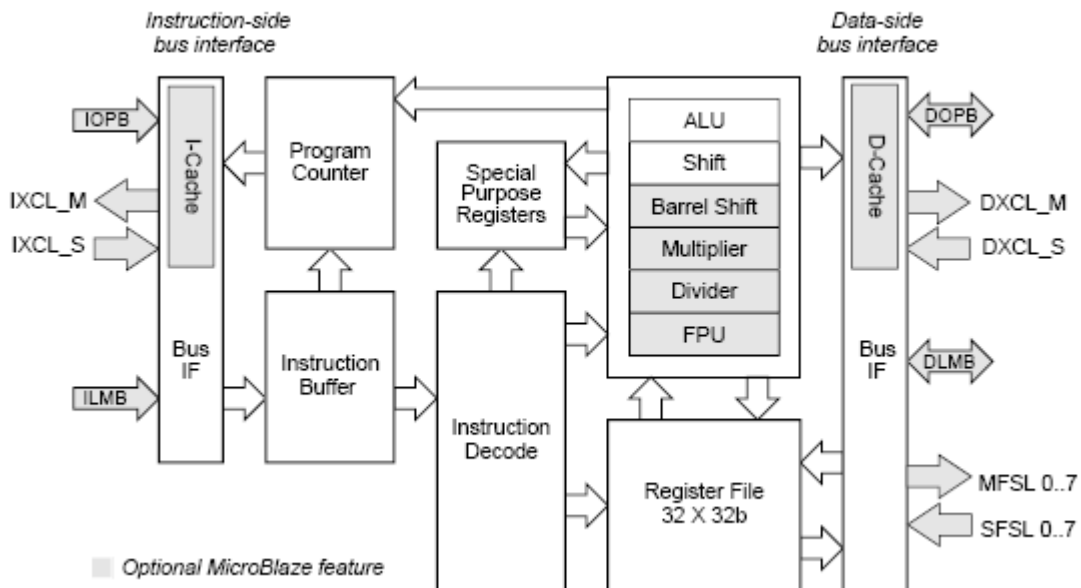 Instruction-side
bus interface
Data-side
bus interface
IOPB
I-Cache
IXCL_M
IXCL_S
Bus
IF
ILMB
Program
Counter
Special
Purpose
Registers
Instruction
Buffer
Instruction
Decode
ALU
Shift
Barrel Shift
Multiplier
Divider
FPU
Register File
32 X 32b
D-Cache
Bus
IF
DOPB
DXCL_M
DXCL_S
DLMB
MFSL 0..7
SFSL 0..7
Optional MicroBlaze feature